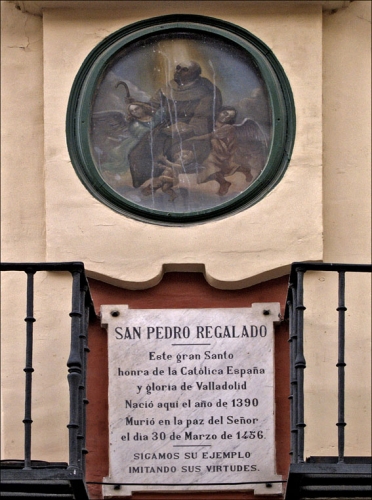 SAN PEDRO REGALADO
Este gran Santo
honra de la Católica España
y gloria de Valladolid
Nació aquí el año de 1390
Murió en la paz del Señor
el día 30 de Marzo de 1456.
SIGAMOS SU EJEMPLO
IMITANDO SUS VIRTUDES.